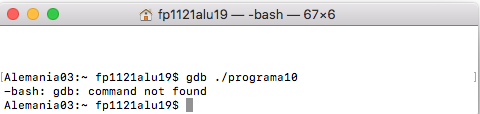 fp1121alu19 — -bash — 67×6
[Alemania03:~ fp1121alu19$ gdb ./programa10 ]
-bash: gdb: command not found
Alemania03:~ fp1121alu19$